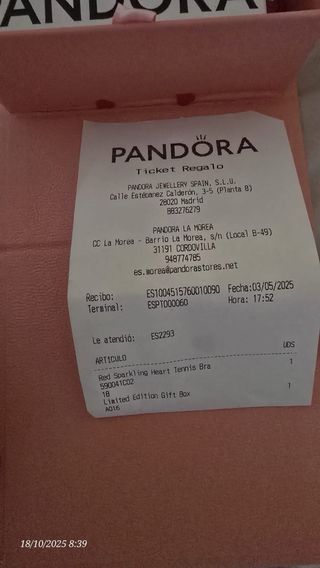 PANDORA
PANDORA
Ticket Regalo
PANDORA JEWELLERY SPAIN, S.L.U.
Calle Estébanez Calderón, 3-5 (Planta 8)
28020 Madrid
B83276279
PANDORA LA MOREA
CC La Morea - Barrio La Morea, s/n (Local B-49)
31191 CORDOVILLA
948774785
es.morea@pandorastores.net
Recibo: ES1004515760010090 Fecha:03/05/2025
Terminal: ESPT000060 Hora: 17:52
Le atendió: ES2293
ARTICULO UDS
Red Sparkling Heart Tennis Bra 1
590041C02
18
Limited Edition Gift Box 1
A016
18/10/2025 8:39